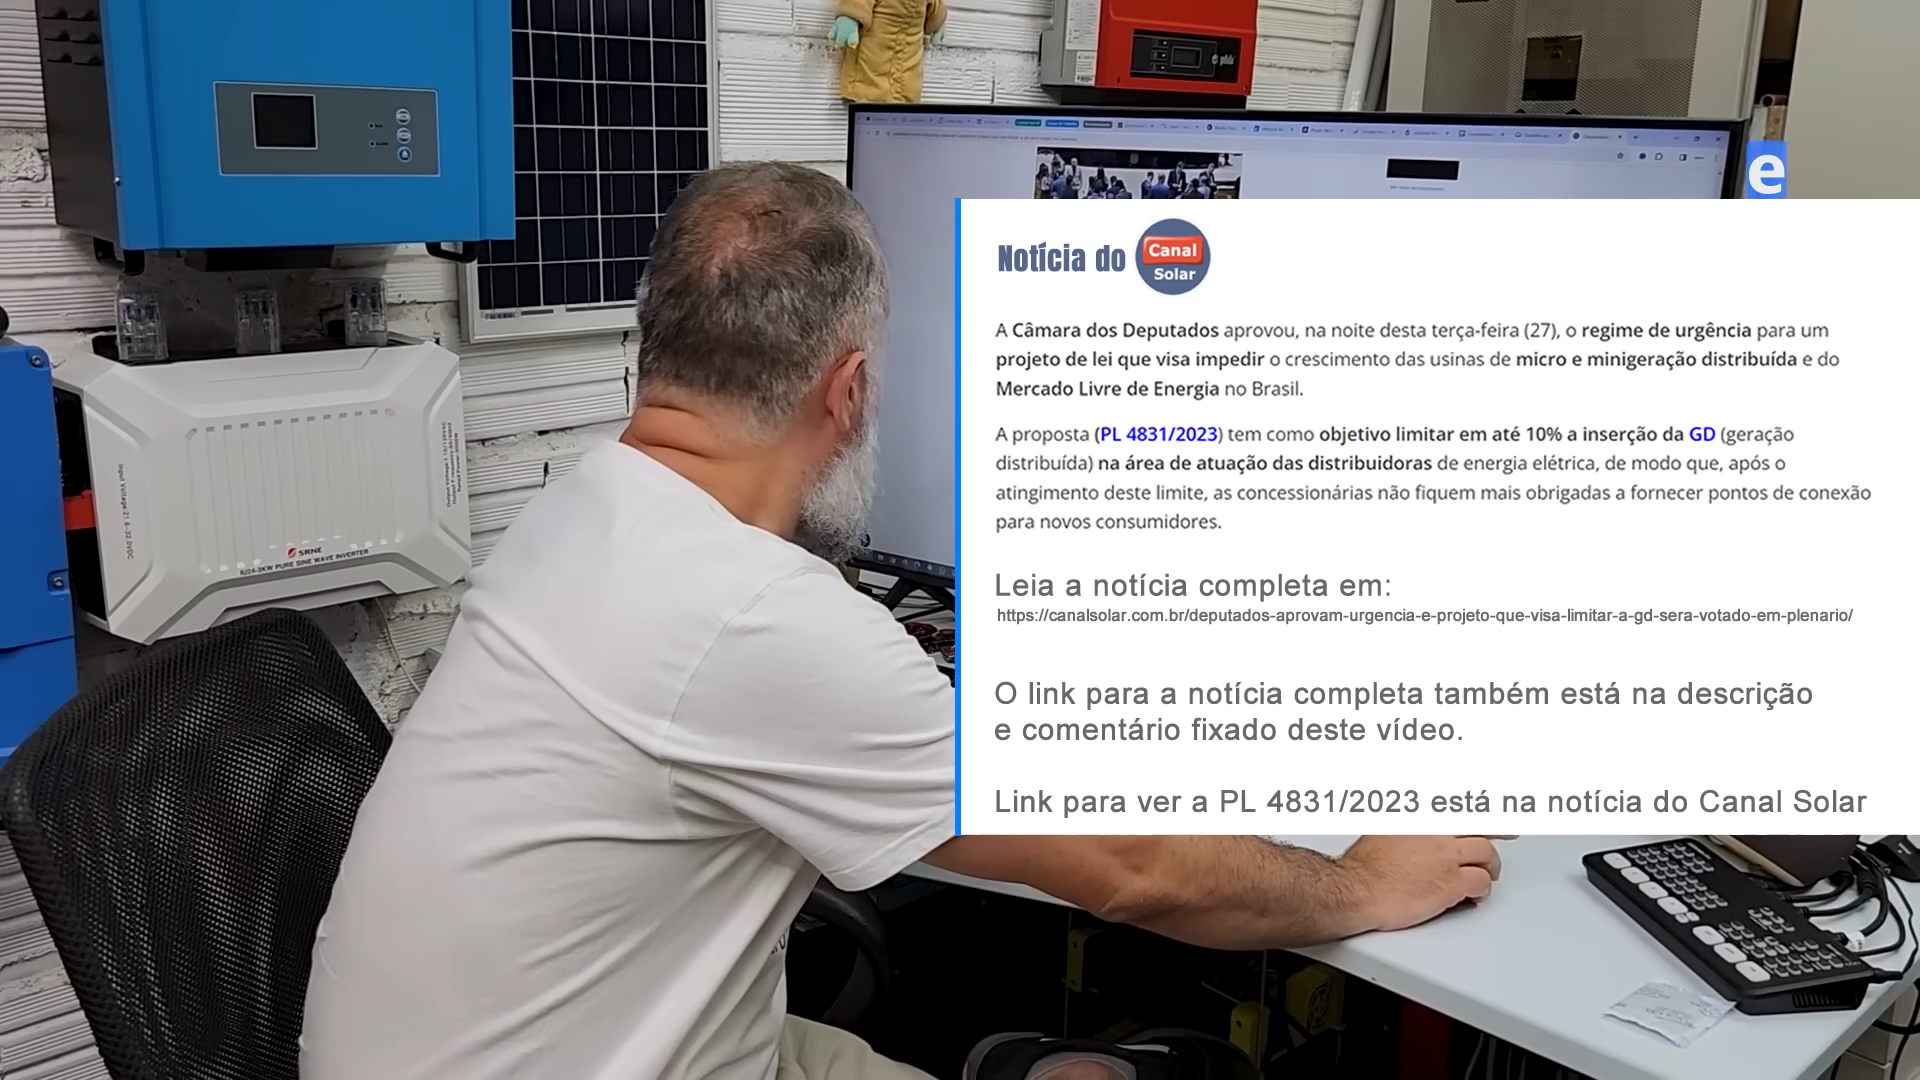 e
Notícia do Canal Solar
A Câmara dos Deputados aprovou, na noite desta terça-feira (27), o regime de urgência para um
projeto de lei que visa impedir o crescimento das usinas de micro e minigeração distribuída e do
Mercado Livre de Energia no Brasil.
A proposta (PL 4831/2023) tem como objetivo limitar em até 10% a inserção da GD (geração
distribuída) na área de atuação das distribuidoras de energia elétrica, de modo que, após o
atingimento deste limite, as concessionárias não fiquem mais obrigadas a fornecer pontos de conexão
para novos consumidores.
Leia a notícia completa em:
https://canalsolar.com.br/deputados-aprovam-urgencia-e-projeto-que-visa-limitar-a-gd-sera-votado-em-plenario/
O link para a notícia completa também está na descrição
e comentário fixado deste vídeo.
Link para ver a PL 4831/2023 está na notícia do Canal Solar
SRNE
IU24-3KW PURE SINE WAVE INVERTER